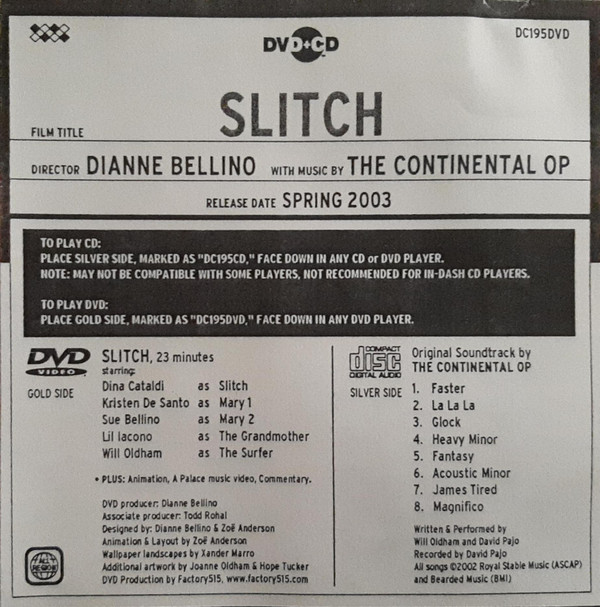 DVD+CD
DC195DVD
FILM TITLE SLITCH
DIRECTOR DIANNE BELLINO WITH MUSIC BY THE CONTINENTAL OP
RELEASE DATE SPRING 2003
TO PLAY CD:
PLACE SILVER SIDE, MARKED AS "DC195CD," FACE DOWN IN ANY CD or DVD PLAYER.
NOTE: MAY NOT BE COMPATIBLE WITH SOME PLAYERS, NOT RECOMMENDED FOR IN-DASH CD PLAYERS.
TO PLAY DVD:
PLACE GOLD SIDE, MARKED AS "DC195DVD," FACE DOWN IN ANY DVD PLAYER.
DVD
VIDEO
GOLD SIDE
SLITCH, 23 minutes
starring:
Dina Cataldi as Slitch
Kristen De Santo as Mary 1
Sue Bellino as Mary 2
Lil Iacono as The Grandmother
Will Oldham as The Surfer
• PLUS: Animation, A Palace music video, Commentary.
DVD producer: Dianne Bellino
Associate producer: Todd Rohal
Designed by: Dianne Bellino & Zoë Anderson
Animation & Layout by Zoë Anderson
Wallpaper landscapes by Xander Marro
Additional artwork by Joanne Oldham & Hope Tucker
DVD Production by Factory515, www.factory515.com
ALL
REGION
COMPACT
disc
DIGITAL AUDIO
SILVER SIDE
Original Soundtrack by
THE CONTINENTAL OP
1. Faster
2. La La La
3. Glock
4. Heavy Minor
5. Fantasy
6. Acoustic Minor
7. James Tired
8. Magnifico
Written & Performed by
Will Oldham and David Pajo
Recorded by David Pajo
All songs ©2002 Royal Stable Music (ASCAP)
and Bearded Music (BMI)